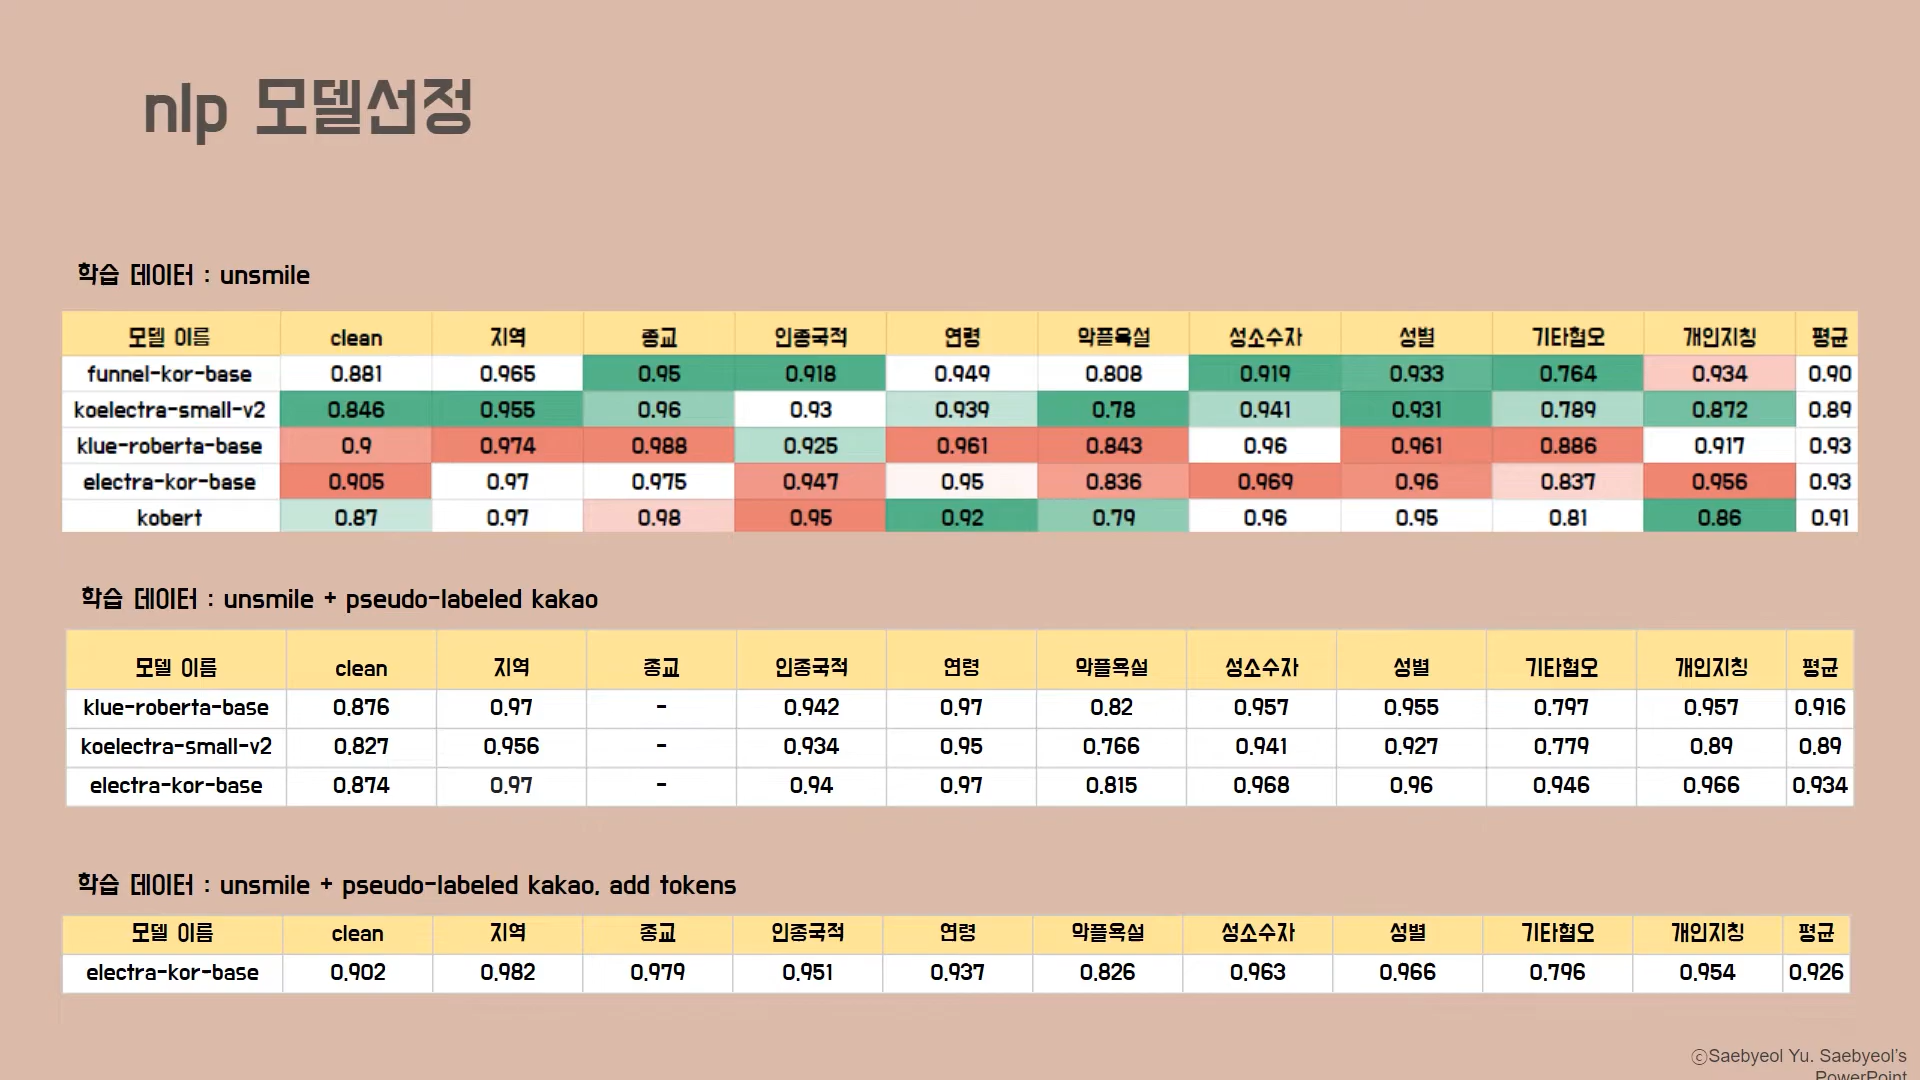 nlp 모델선정
학습 데이터 : unsmile
모델 이름 clean 지역 종교 인종국적 연령 악플욕설 성소수자 성별 기타혐오 개인지칭 평균
funnel-kor-base 0.881 0.965 0.95 0.918 0.949 0.808 0.919 0.933 0.764 0.934 0.90
koelectra-small-v2 0.846 0.955 0.96 0.93 0.939 0.78 0.941 0.931 0.789 0.872 0.89
klue-roberta-base 0.9 0.974 0.988 0.925 0.961 0.843 0.96 0.961 0.886 0.917 0.93
electra-kor-base 0.905 0.97 0.975 0.947 0.95 0.836 0.969 0.96 0.837 0.956 0.93
kobert 0.87 0.97 0.98 0.95 0.92 0.79 0.96 0.95 0.81 0.86 0.91
학습 데이터 : unsmile + pseudo-labeled kakao
모델 이름 clean 지역 종교 인종국적 연령 악플욕설 성소수자 성별 기타혐오 개인지칭 평균
klue-roberta-base 0.876 0.97 - 0.942 0.97 0.82 0.957 0.955 0.797 0.957 0.916
koelectra-small-v2 0.827 0.956 - 0.934 0.95 0.766 0.941 0.927 0.779 0.89 0.89
electra-kor-base 0.874 0.97 - 0.94 0.97 0.815 0.968 0.96 0.946 0.966 0.934
학습 데이터 : unsmile + pseudo-labeled kakao, add tokens
모델 이름 clean 지역 종교 인종국적 연령 악플욕설 성소수자 성별 기타혐오 개인지칭 평균
electra-kor-base 0.902 0.982 0.979 0.951 0.937 0.826 0.963 0.966 0.796 0.954 0.926
ⓒSaebyeol Yu. Saebyeol's
PowerPoint